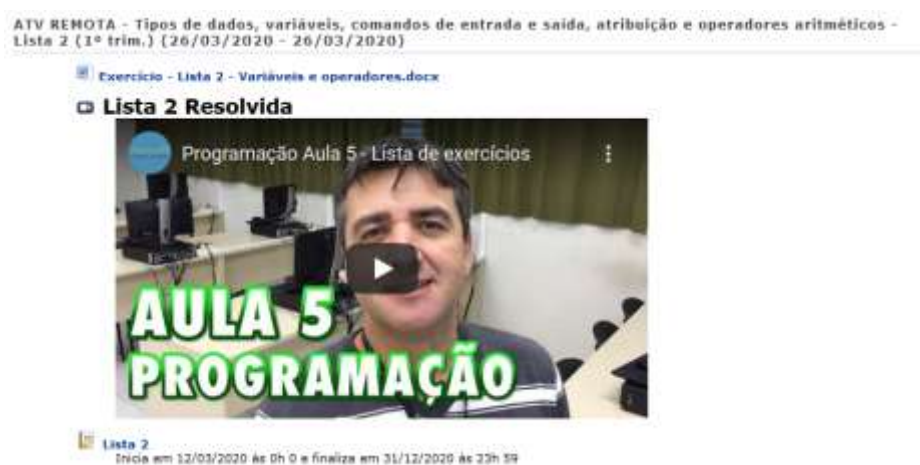 ATV REMOTA - Tipos de dados, variáveis, comandos de entrada e saída, atribuição e operadores aritméticos -
Lista 2 (1º trim.) (26/03/2020 - 26/03/2020)
Exercício - Lista 2 - Variáveis e operadores.docx
Lista 2 Resolvida
Programação Aula 5 - Lista de exercícios
AULA 5
PROGRAMAÇÃO
Lista 2
Inicia em 12/03/2020 às 0h 0 e finaliza em 31/12/2020 às 23h 59